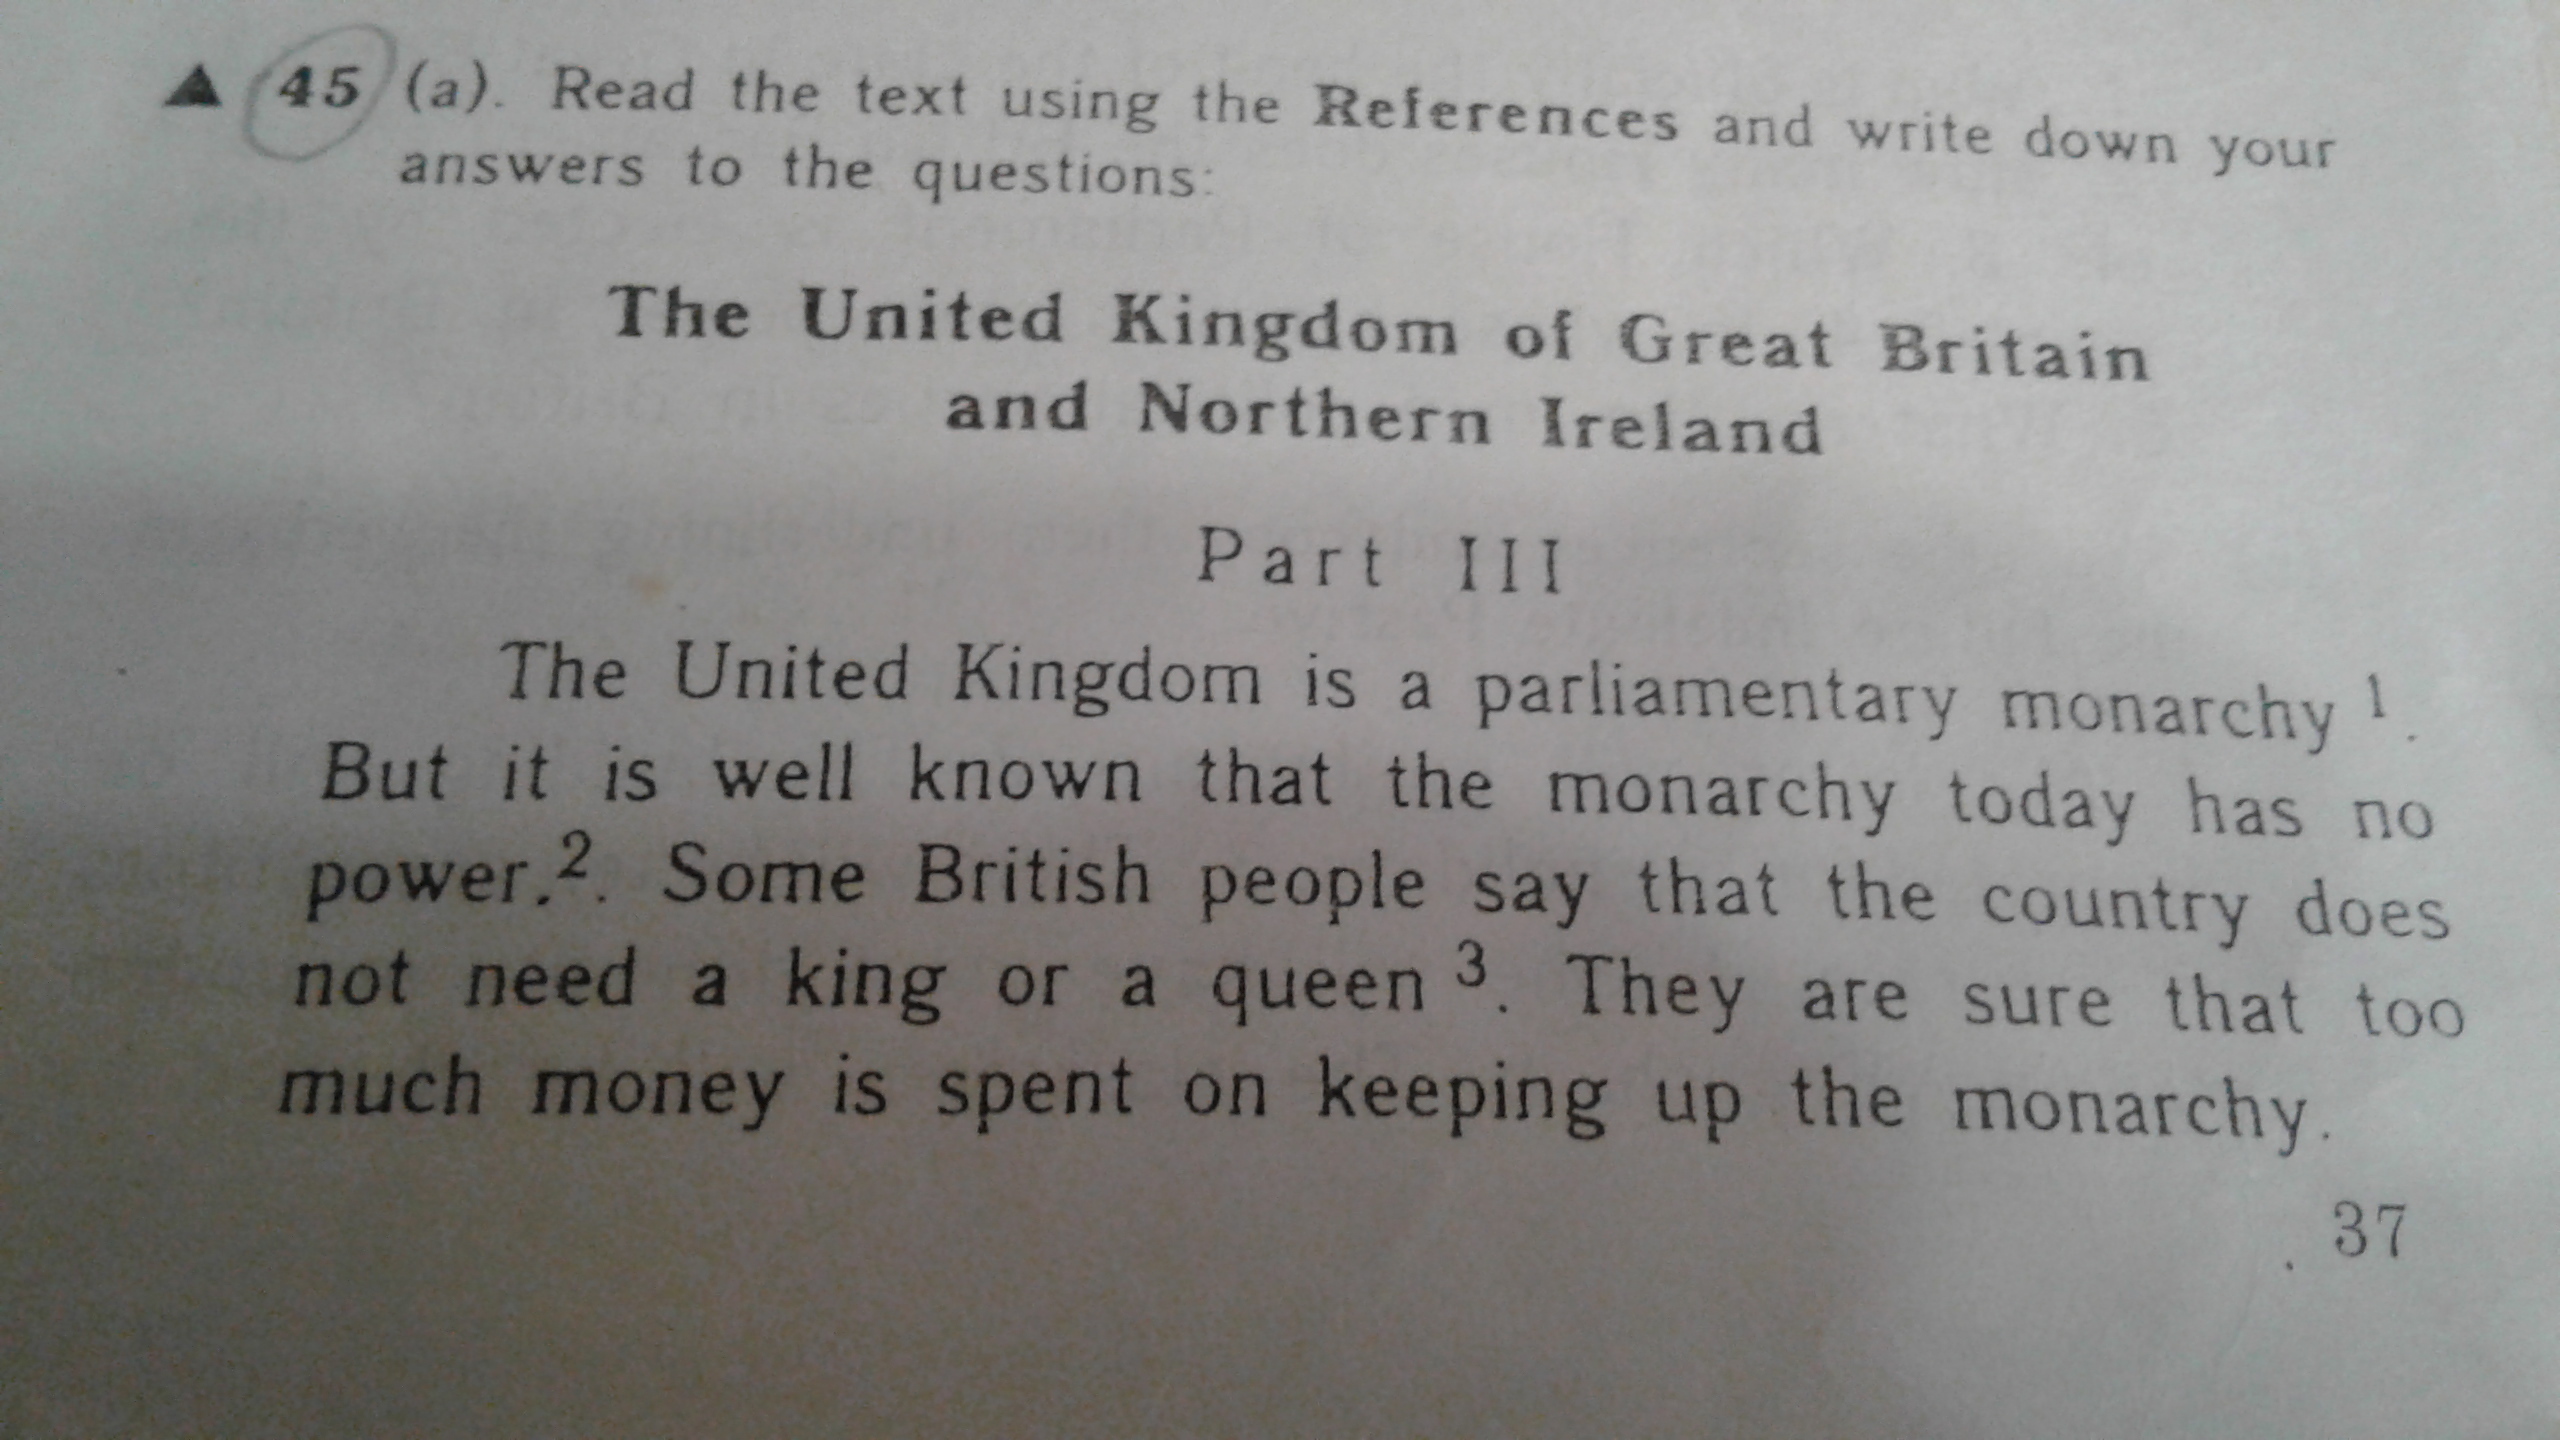 ▲ 45 (a). Read the text using the References and write down your
answers to the questions:
The United Kingdom of Great Britain
and Northern Ireland
Part III
The United Kingdom is a parliamentary monarchy ¹.
But it is well known that the monarchy today has no
power.². Some British people say that the country does
not need a king or a queen ³. They are sure that too
much money is spent on keeping up the monarchy.
37